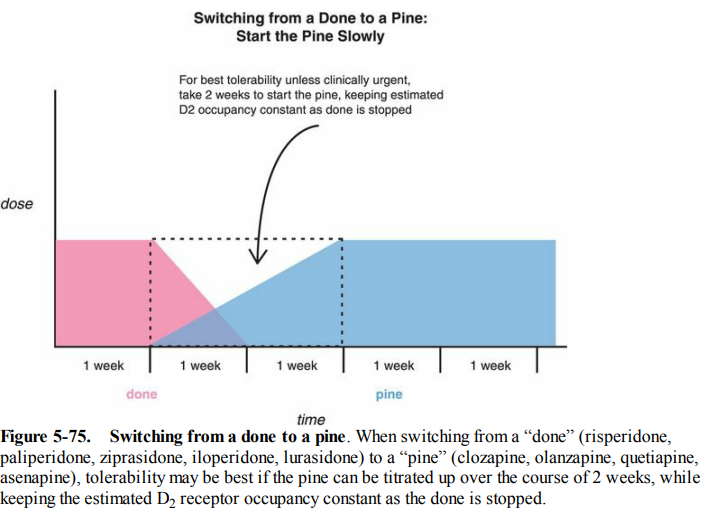 Switching from a Done to a Pine:
Start the Pine Slowly
For best tolerability unless clinically urgent,
take 2 weeks to start the pine, keeping estimated
D2 occupancy constant as done is stopped
dose
1 week
1 week
1 week
1 week
1 week
done
pine
time
Figure 5-75. Switching from a done to a pine. When switching from a “done” (risperidone,
paliperidone, ziprasidone, iloperidone, lurasidone) to a “pine” (clozapine, olanzapine, quetiapine,
asenapine), tolerability may be best if the pine can be titrated up over the course of 2 weeks, while
keeping the estimated D₂ receptor occupancy constant as the done is stopped.